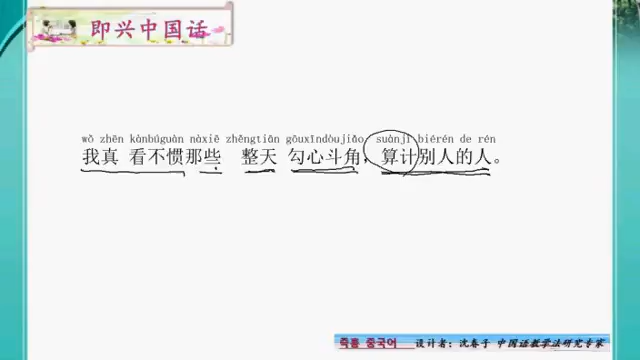 即兴中国话
wǒ zhēn kànbúguàn nàxiē zhěngtiān gōuxīndòujiǎo, suànjì biérén de rén
我真 看不惯那些 整天 勾心斗角，算计别人的人。
즉흥 중국어 设计者：沈春子 中国话教学法研究专家